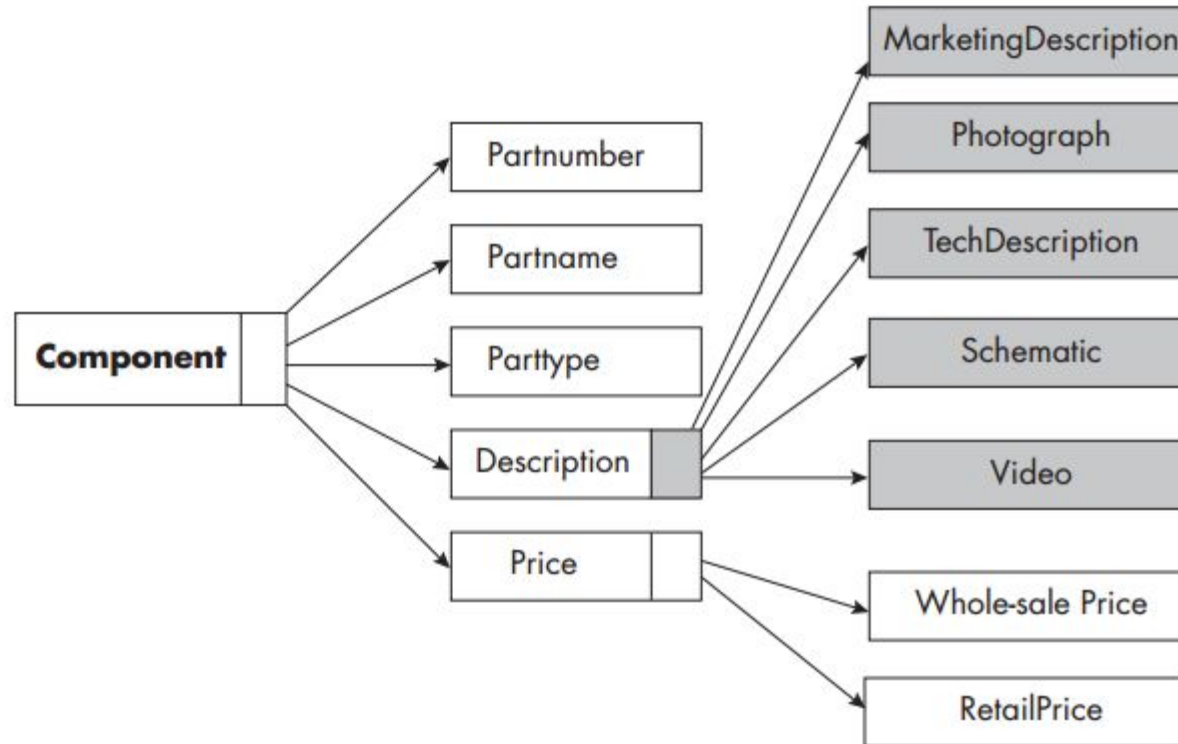 Component
Partnumber
Partname
Parttype
Description
Price
MarketingDescription
Photograph
TechDescription
Schematic
Video
Whole-sale Price
RetailPrice